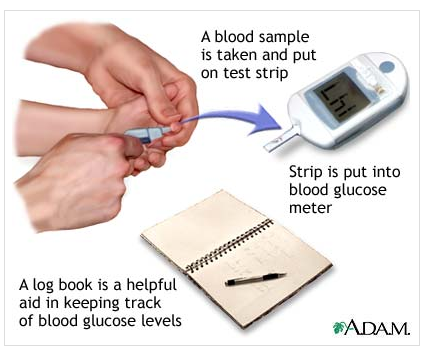 A blood sample
is taken and put
on test strip
Strip is put into
blood glucose
meter
A log book is a helpful
aid in keeping track
of blood glucose levels
A.D.A.M.